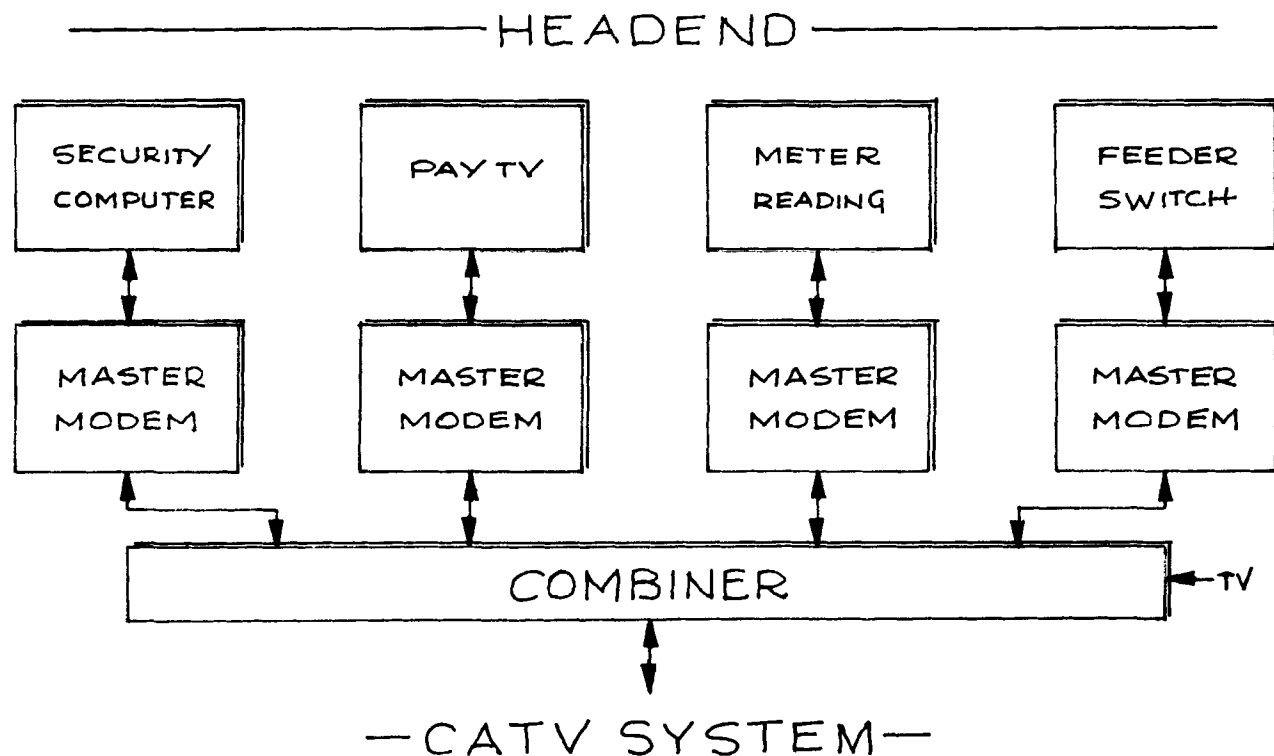 HEADEND
SECURITY
COMPUTER
PAY TV
METER
READING
FEEDER
SWITCH
MASTER
MODEM
MASTER
MODEM
MASTER
MODEM
MASTER
MODEM
COMBINER
TV
CATV SYSTEM